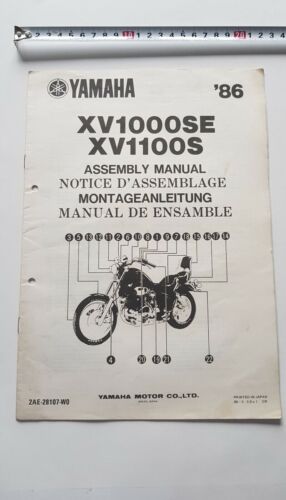 YAMAHA '86
XV1000SE
XV1100S
ASSEMBLY MANUAL
NOTICE D'ASSEMBLAGE
MONTAGEANLEITUNG
MANUAL DE ENSAMBLE
YAMAHA MOTOR CO.,LTD.
2AE-28107-W0
PRINTED IN JAPAN